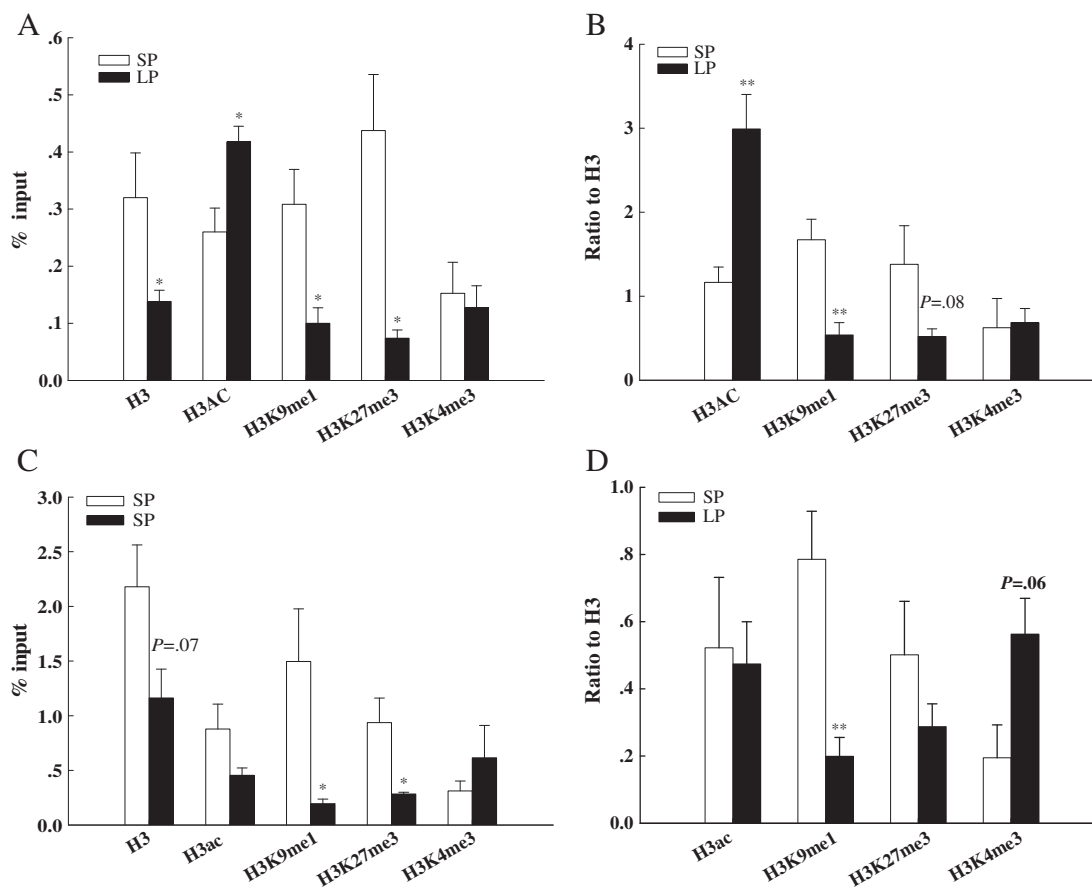 A
SP
LP
% input
.6
.5
.4
.3
.2
.1
0.0
*
*
*
*
H3
H3AC
H3K9me1
H3K27me3
H3K4me3
B
SP
LP
Ratio to H3
4
3
2
1
0
**
**
P=.08
H3AC
H3K9me1
H3K27me3
H3K4me3
C
SP
SP
% input
3.0
2.5
2.0
1.5
1.0
.5
0.0
P=.07
*
*
H3
H3ac
H3K9me1
H3K27me3
H3K4me3
D
SP
LP
Ratio to H3
1.0
.8
.6
.4
.2
0.0
**
P=.06
H3ac
H3K9me1
H3K27me3
H3K4me3